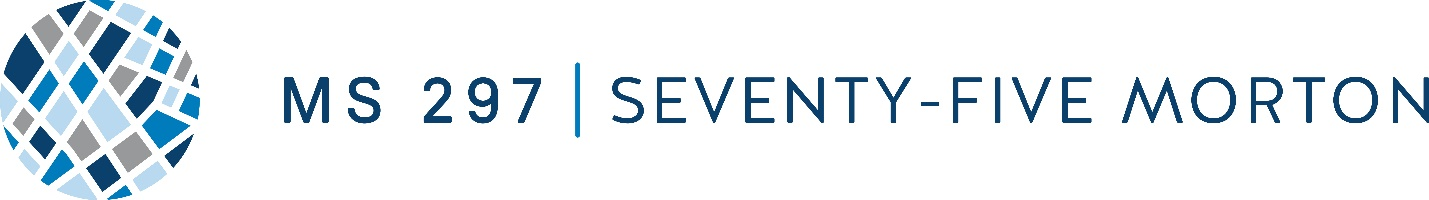 MS 297 | SEVENTY-FIVE MORTON